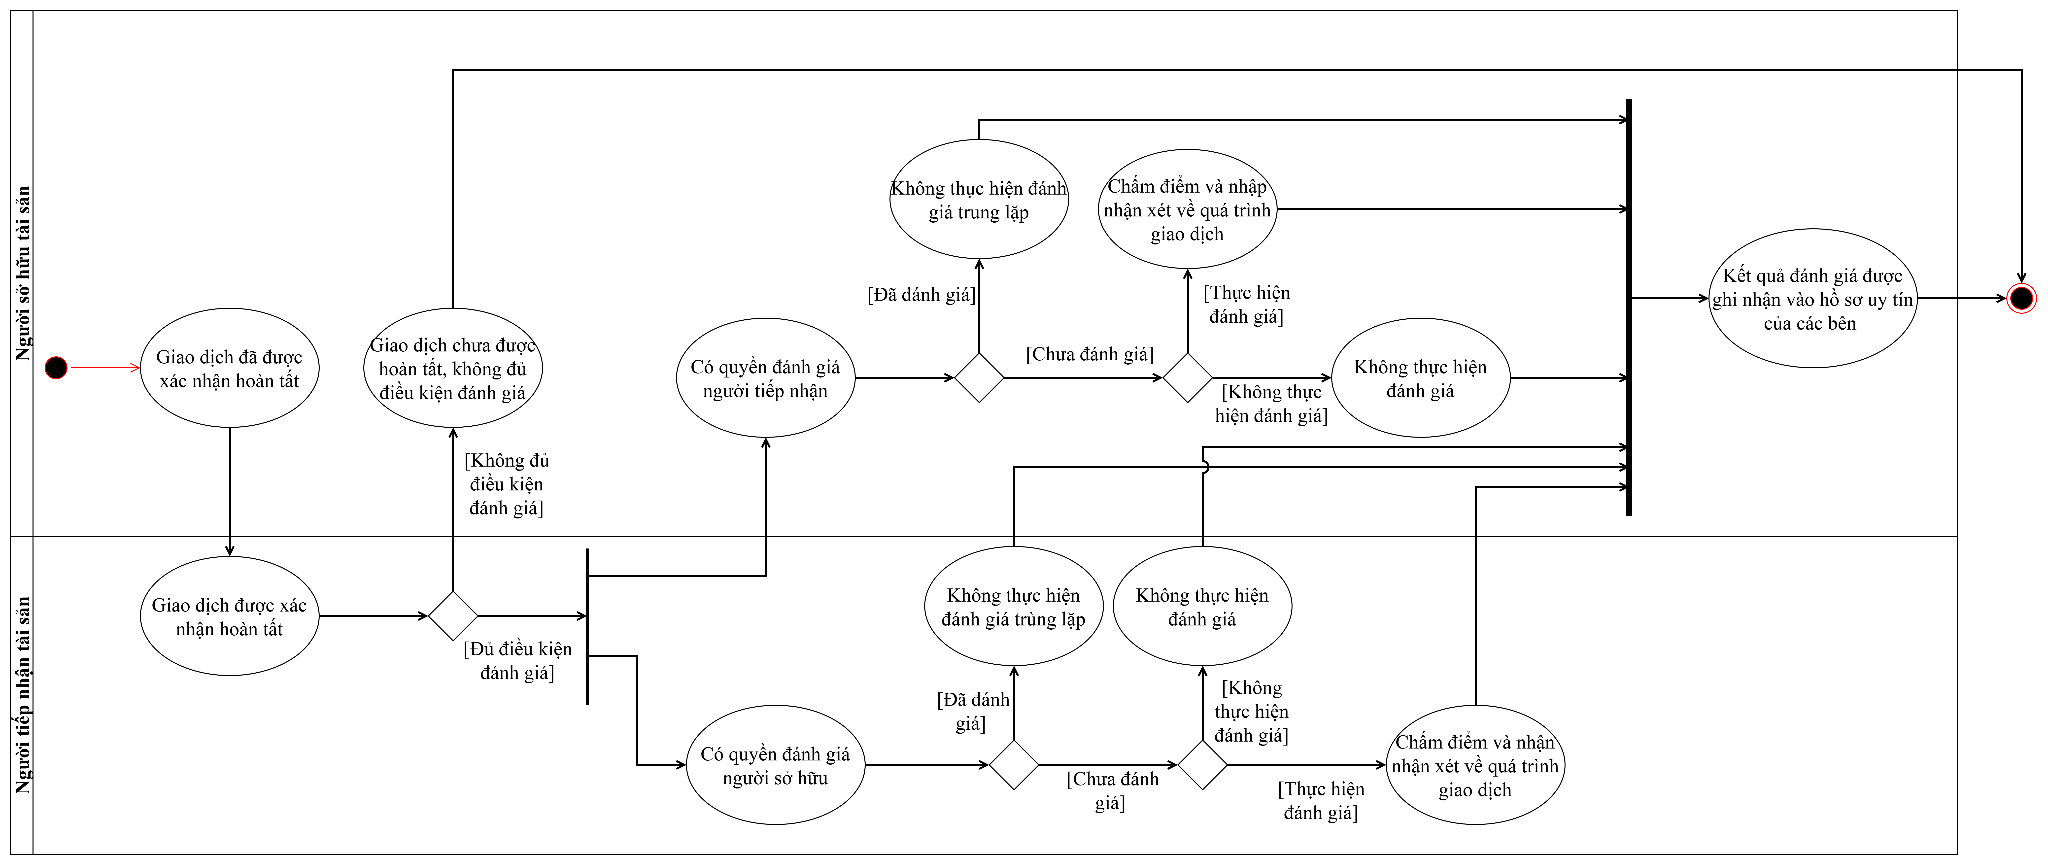 Người sở hữu tài sản
Giao dịch đã được
xác nhận hoàn tất
Giao dịch chưa được
hoàn tất, không đủ
điều kiện đánh giá
[Không đủ
điều kiện
đánh giá]
Có quyền đánh giá
người tiếp nhận
Không thục hiện đánh
giá trung lặp
[Đã dánh giá]
[Chưa đánh giá]
Chấm điểm và nhập
nhận xét về quá trình
giao dịch
[Thực hiện
đánh giá]
[Không thực
hiện đánh giá]
Không thực hiện
đánh giá
Kết quả đánh giá được
ghi nhận vào hồ sơ uy tín
của các bên
Người tiếp nhận tài sản
Giao dịch được xác
nhận hoàn tất
[Đủ điều kiện
đánh giá]
Có quyền đánh giá
người sở hữu
Không thực hiện
đánh giá trùng lặp
[Đã dánh
giá]
[Chưa đánh
giá]
Không thực hiện
đánh giá
[Không
thực hiện
đánh giá]
[Thực hiện
đánh giá]
Chấm điểm và nhận
nhận xét về quá trình
giao dịch